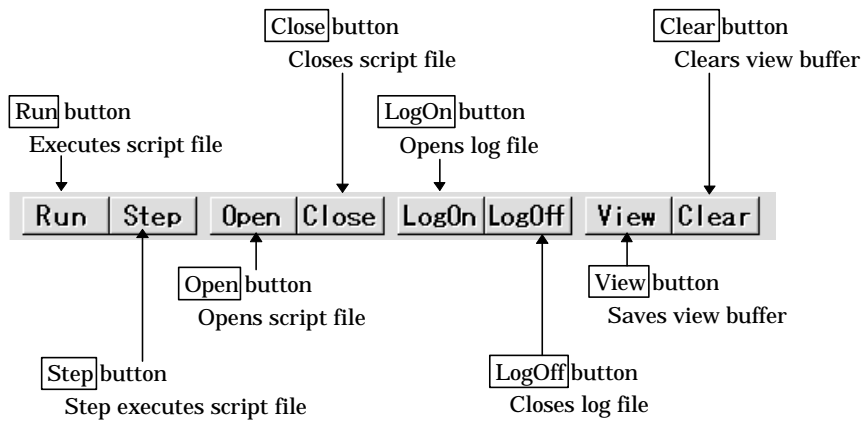 Close button
Closes script file
Clear button
Clears view buffer
Run button
Executes script file
LogOn button
Opens log file
Run Step Open Close LogOn LogOff View Clear
Open button
Opens script file
View button
Saves view buffer
Step button
Step executes script file
LogOff button
Closes log file